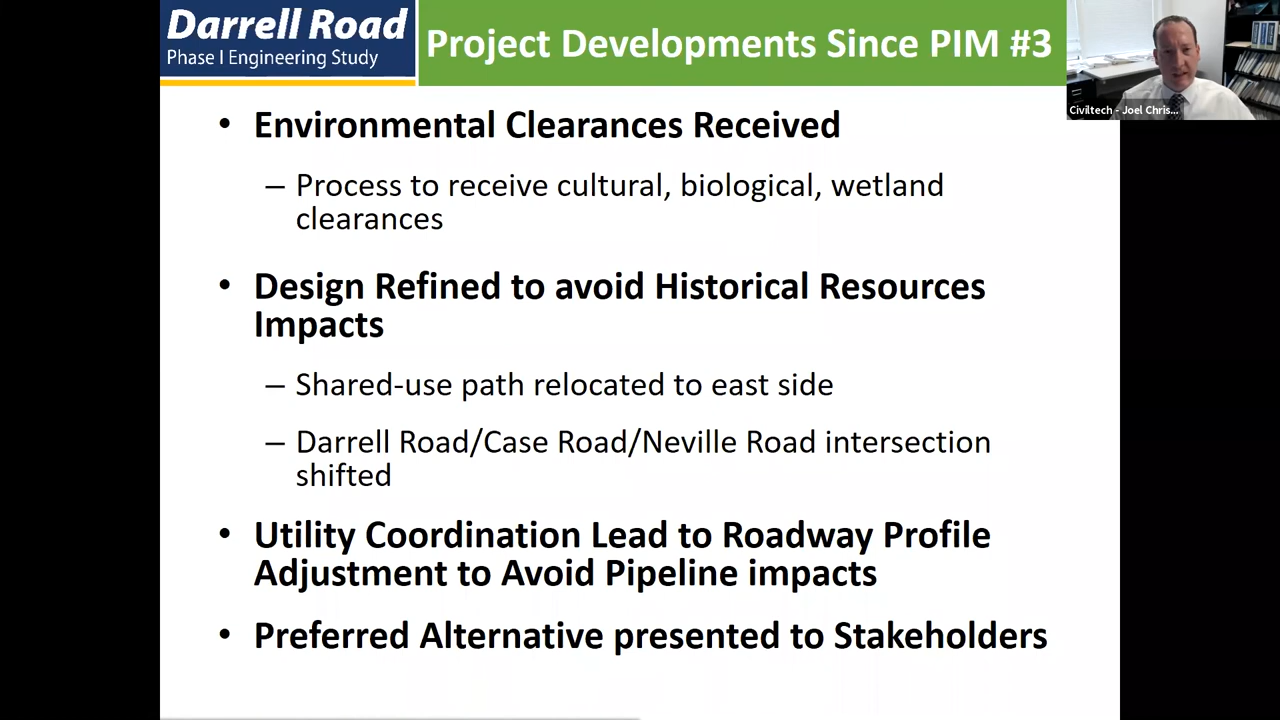 Darrell Road
Phase I Engineering Study
Project Developments Since PIM #3
Civiltech - Joel Chris...
• Environmental Clearances Received
– Process to receive cultural, biological, wetland
clearances
• Design Refined to avoid Historical Resources
Impacts
– Shared-use path relocated to east side
– Darrell Road/Case Road/Neville Road intersection
shifted
• Utility Coordination Lead to Roadway Profile
Adjustment to Avoid Pipeline impacts
• Preferred Alternative presented to Stakeholders